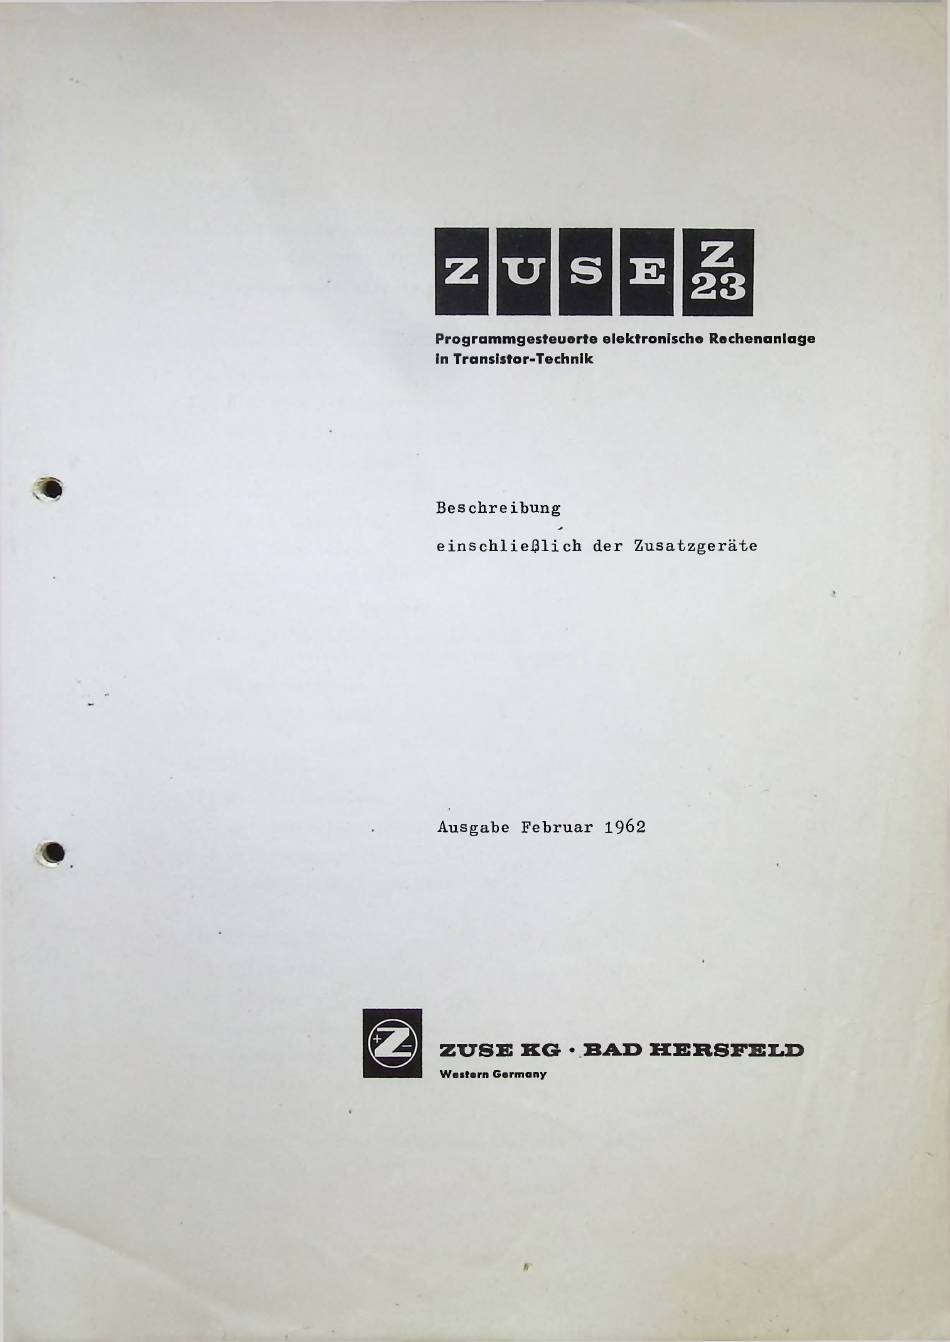 ZUSE Z 23
Programmgesteuerte elektronische Rechenanlage
in Transistor-Technik
Beschreibung
einschließlich der Zusatzgeräte
Ausgabe Februar 1962
+Z−
ZUSE KG · BAD HERSFELD
Western Germany